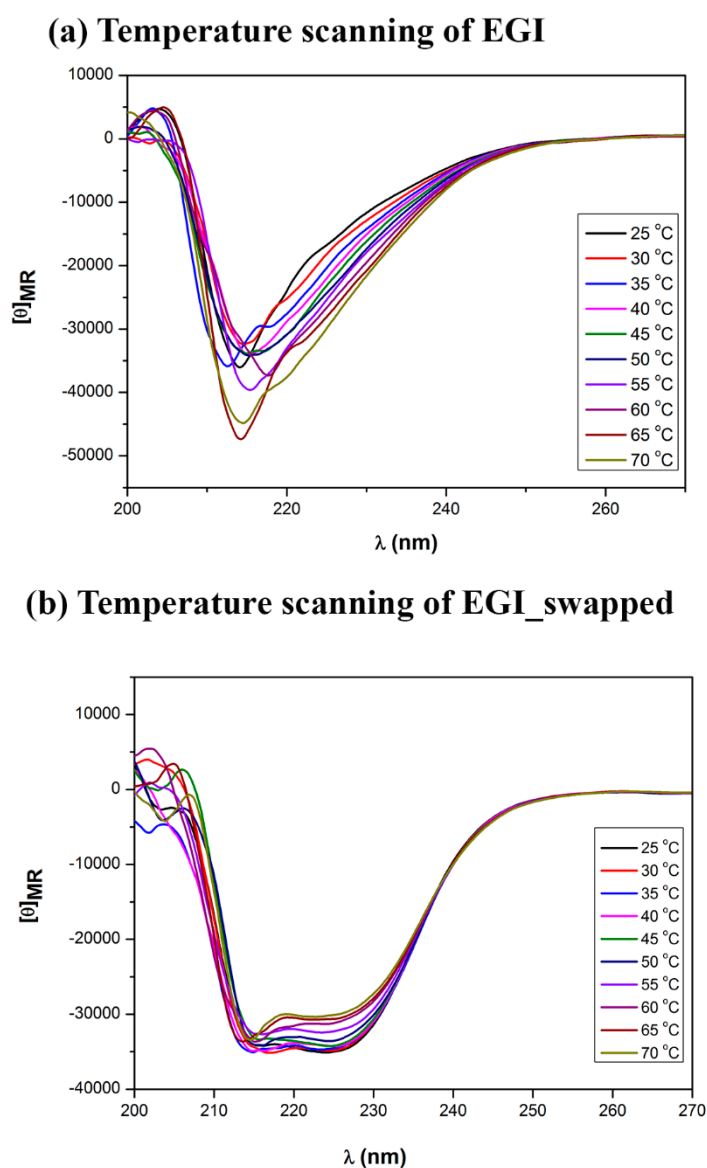 (a) Temperature scanning of EGI
10000
0
-10000
-20000
-30000
-40000
-50000
[θ]MR
25 °C
30 °C
35 °C
40 °C
45 °C
50 °C
55 °C
60 °C
65 °C
70 °C
200
220
240
260
λ (nm)
(b) Temperature scanning of EGI_swapped
10000
0
-10000
-20000
-30000
-40000
[θ]MR
25 °C
30 °C
35 °C
40 °C
45 °C
50 °C
55 °C
60 °C
65 °C
70 °C
200
210
220
230
240
250
260
270
λ (nm)